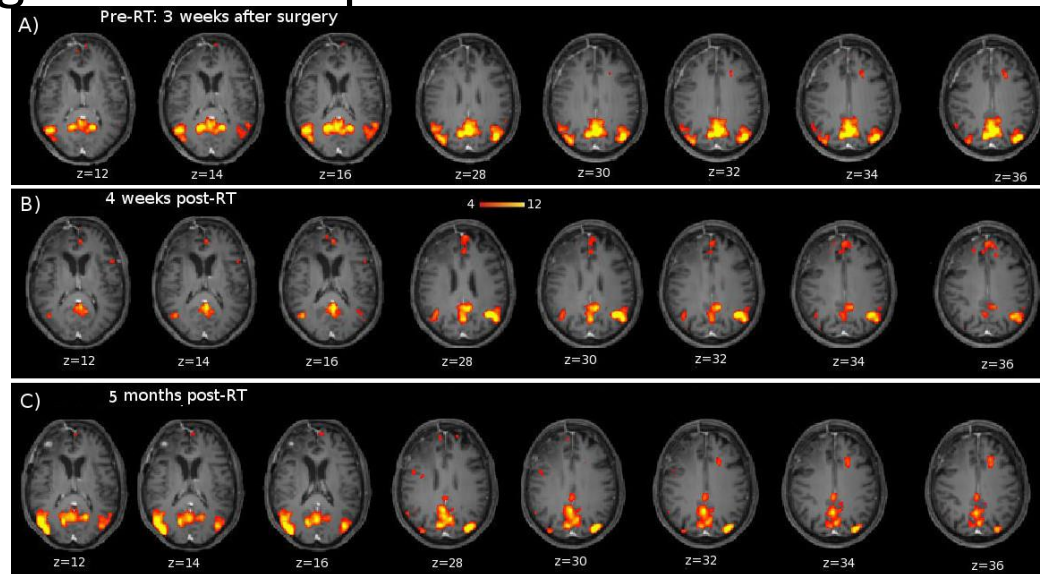 Pre-RT: 3 weeks after surgery
A)
z=12 z=14 z=16 z=28 z=30 z=32 z=34 z=36
4 weeks post-RT
B)
4 12
z=12 z=14 z=16 z=28 z=30 z=32 z=34 z=36
5 months post-RT
C)
z=12 z=14 z=16 z=28 z=30 z=32 z=34 z=36